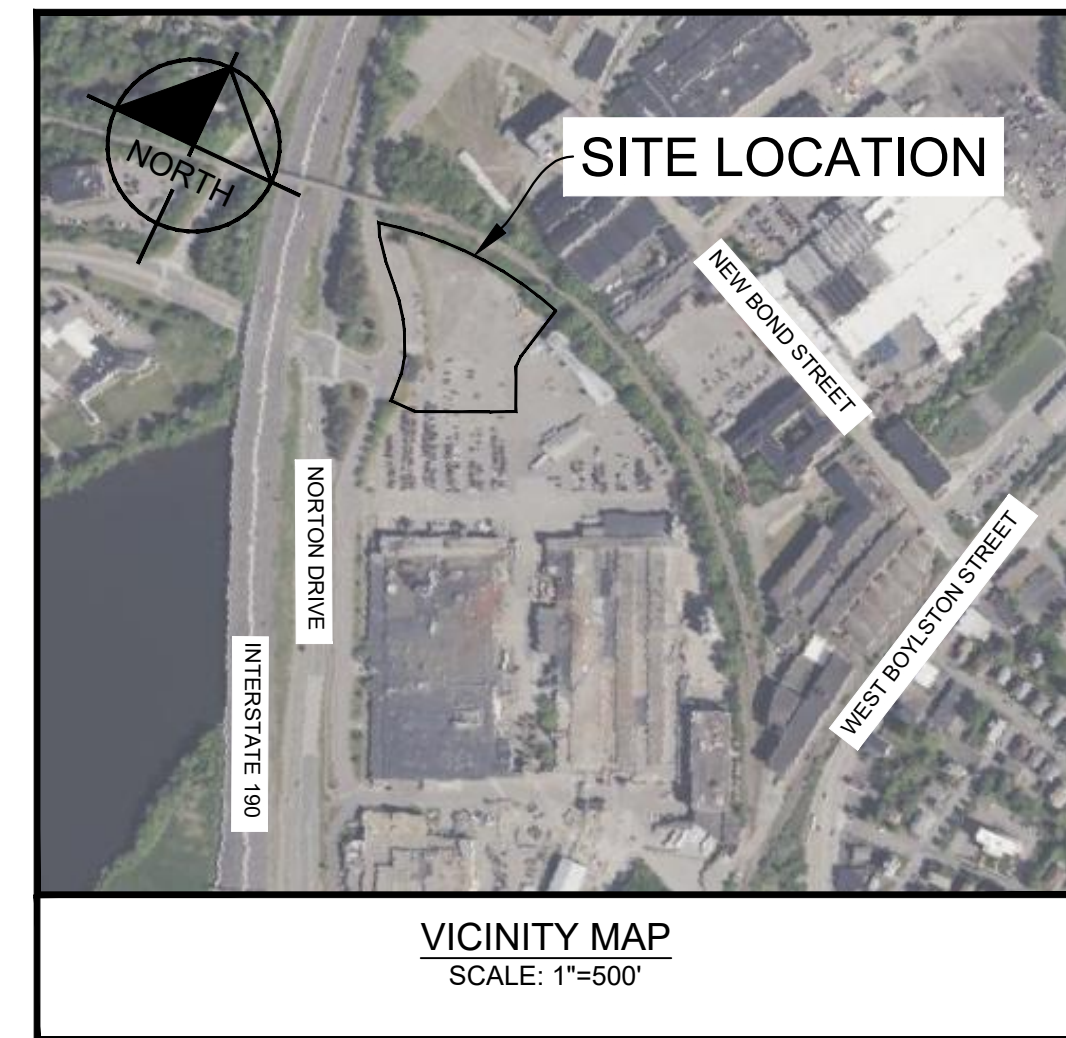 NORTH
SITE LOCATION
NEW BOND STREET
NORTON DRIVE
WEST BOYLSTON STREET
INTERSTATE 190
VICINITY MAP
SCALE: 1"=500'